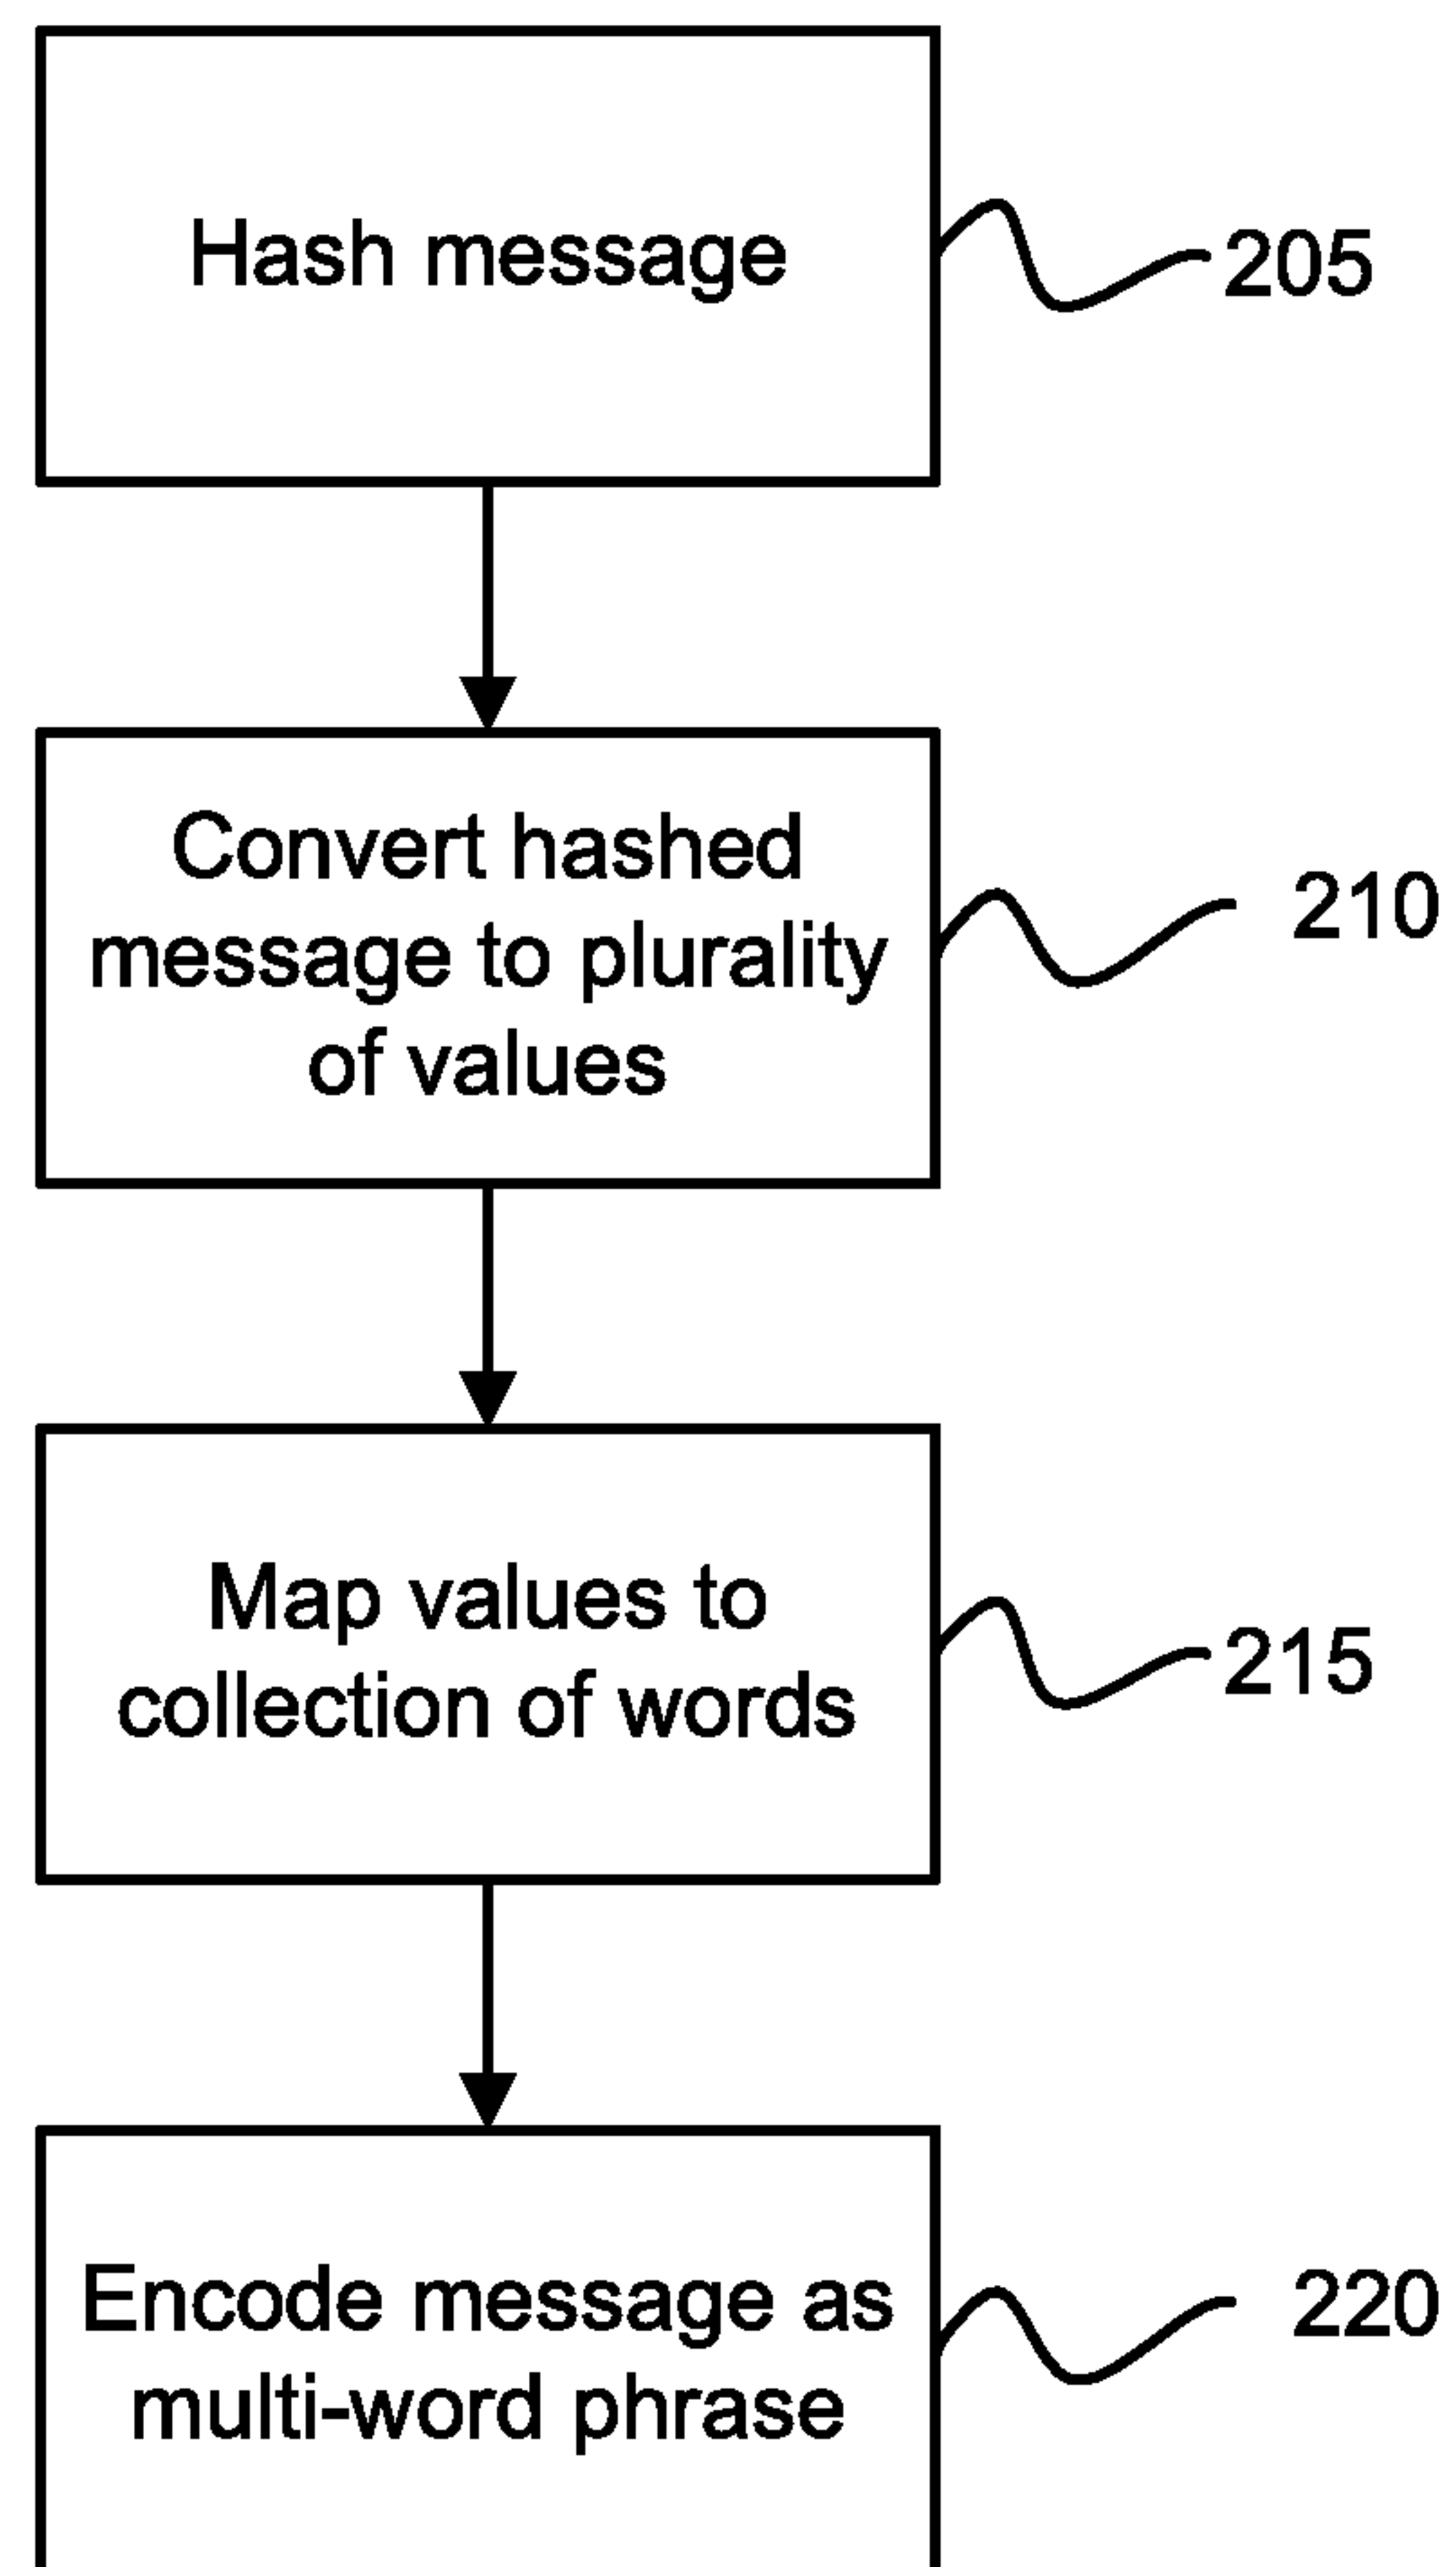 Hash message
205
Convert hashed
message to plurality
of values
210
Map values to
collection of words
215
Encode message as
multi-word phrase
220